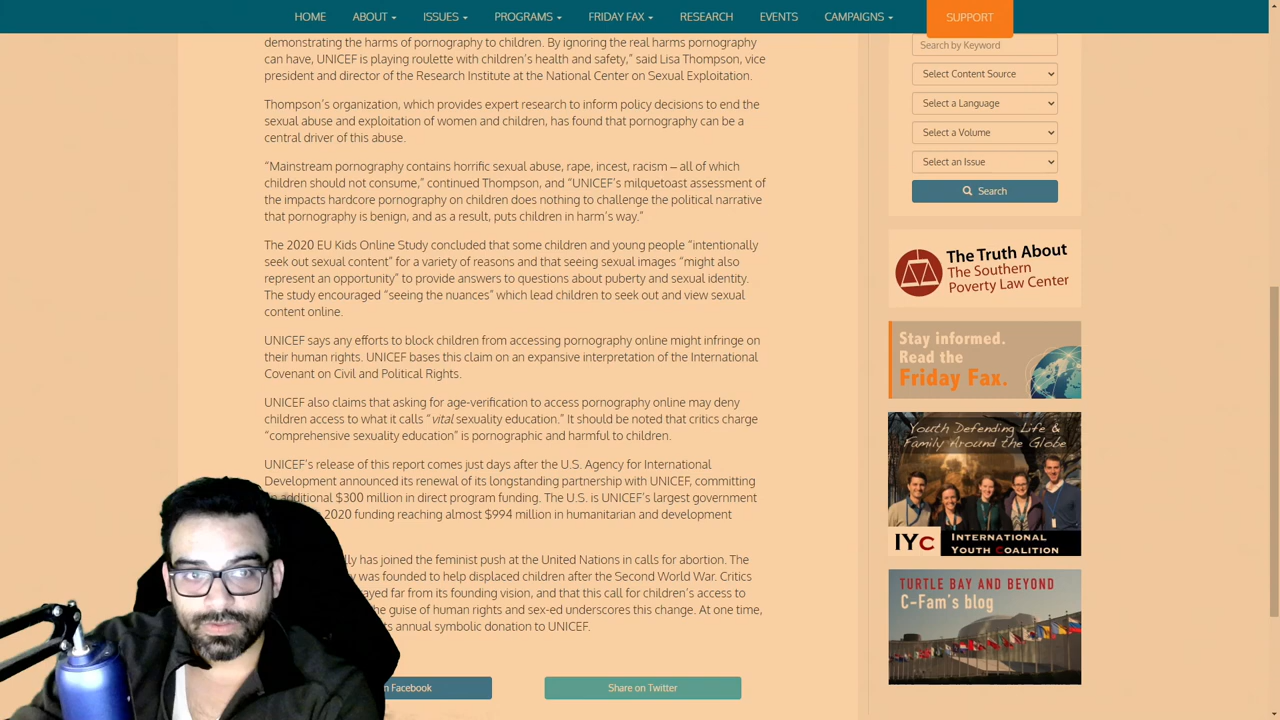 HOME ABOUT ISSUES PROGRAMS FRIDAY FAX RESEARCH EVENTS CAMPAIGNS SUPPORT
demonstrating the harms of pornography to children. By ignoring the real harms pornography
can have, UNICEF is playing roulette with children’s health and safety,” said Lisa Thompson, vice
president and director of the Research Institute at the National Center on Sexual Exploitation.
Thompson’s organization, which provides expert research to inform policy decisions to end the
sexual abuse and exploitation of women and children, has found that pornography can be a
central driver of this abuse.
“Mainstream pornography contains horrific sexual abuse, rape, incest, racism – all of which
children should not consume,” continued Thompson, and “UNICEF’s milquetoast assessment of
the impacts hardcore pornography on children does nothing to challenge the political narrative
that pornography is benign, and as a result, puts children in harm’s way.”
The 2020 EU Kids Online Study concluded that some children and young people “intentionally
seek out sexual content” for a variety of reasons and that seeing sexual images “might also
represent an opportunity” to provide answers to questions about puberty and sexual identity.
The study encouraged “seeing the nuances” which lead children to seek out and view sexual
content online.
UNICEF says any efforts to block children from accessing pornography online might infringe on
their human rights. UNICEF bases this claim on an expansive interpretation of the International
Covenant on Civil and Political Rights.
UNICEF also claims that asking for age-verification to access pornography online may deny
children access to what it calls “vital sexuality education.” It should be noted that critics charge
“comprehensive sexuality education” is pornographic and harmful to children.
UNICEF’s release of this report comes just days after the U.S. Agency for International
Development announced its renewal of its longstanding partnership with UNICEF, committing
additional $300 million in direct program funding. The U.S. is UNICEF’s largest government
2020 funding reaching almost $994 million in humanitarian and development
has joined the feminist push at the United Nations in calls for abortion. The
was founded to help displaced children after the Second World War. Critics
far from its founding vision, and that this call for children’s access to
the guise of human rights and sex-ed underscores this change. At one time,
annual symbolic donation to UNICEF.
Facebook
Share on Twitter
Search by Keyword
Select Content Source
Select a Language
Select a Volume
Select an Issue
Search
The Truth About
The Southern
Poverty Law Center
Stay informed.
Read the
Friday Fax.
Youth Defending Life &
Family Around the Globe
IYC INTERNATIONAL
YOUTH COALITION
TURTLE BAY AND BEYOND
C-Fam's blog